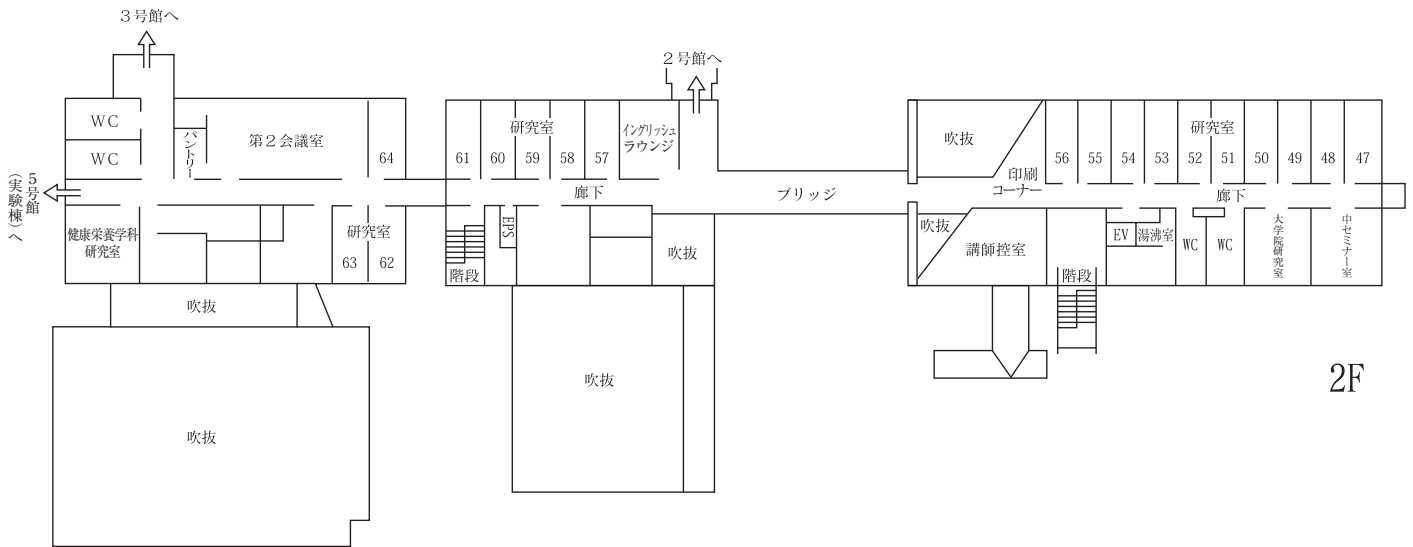 3号館へ
2号館へ
5号館
(実験棟)へ
WC
WC
パントリー
第2会議室
64
健康栄養学科
研究室
研究室
63
62
吹抜
吹抜
研究室
61
60
59
58
57
イングリッシュ
ラウンジ
廊下
EPS
階段
吹抜
吹抜
ブリッジ
吹抜
吹抜
印刷
コーナー
講師控室
研究室
56
55
54
53
52
51
50
49
48
47
廊下
EV
湯沸室
WC
WC
大学院研究室
中セミナー室
階段
2F